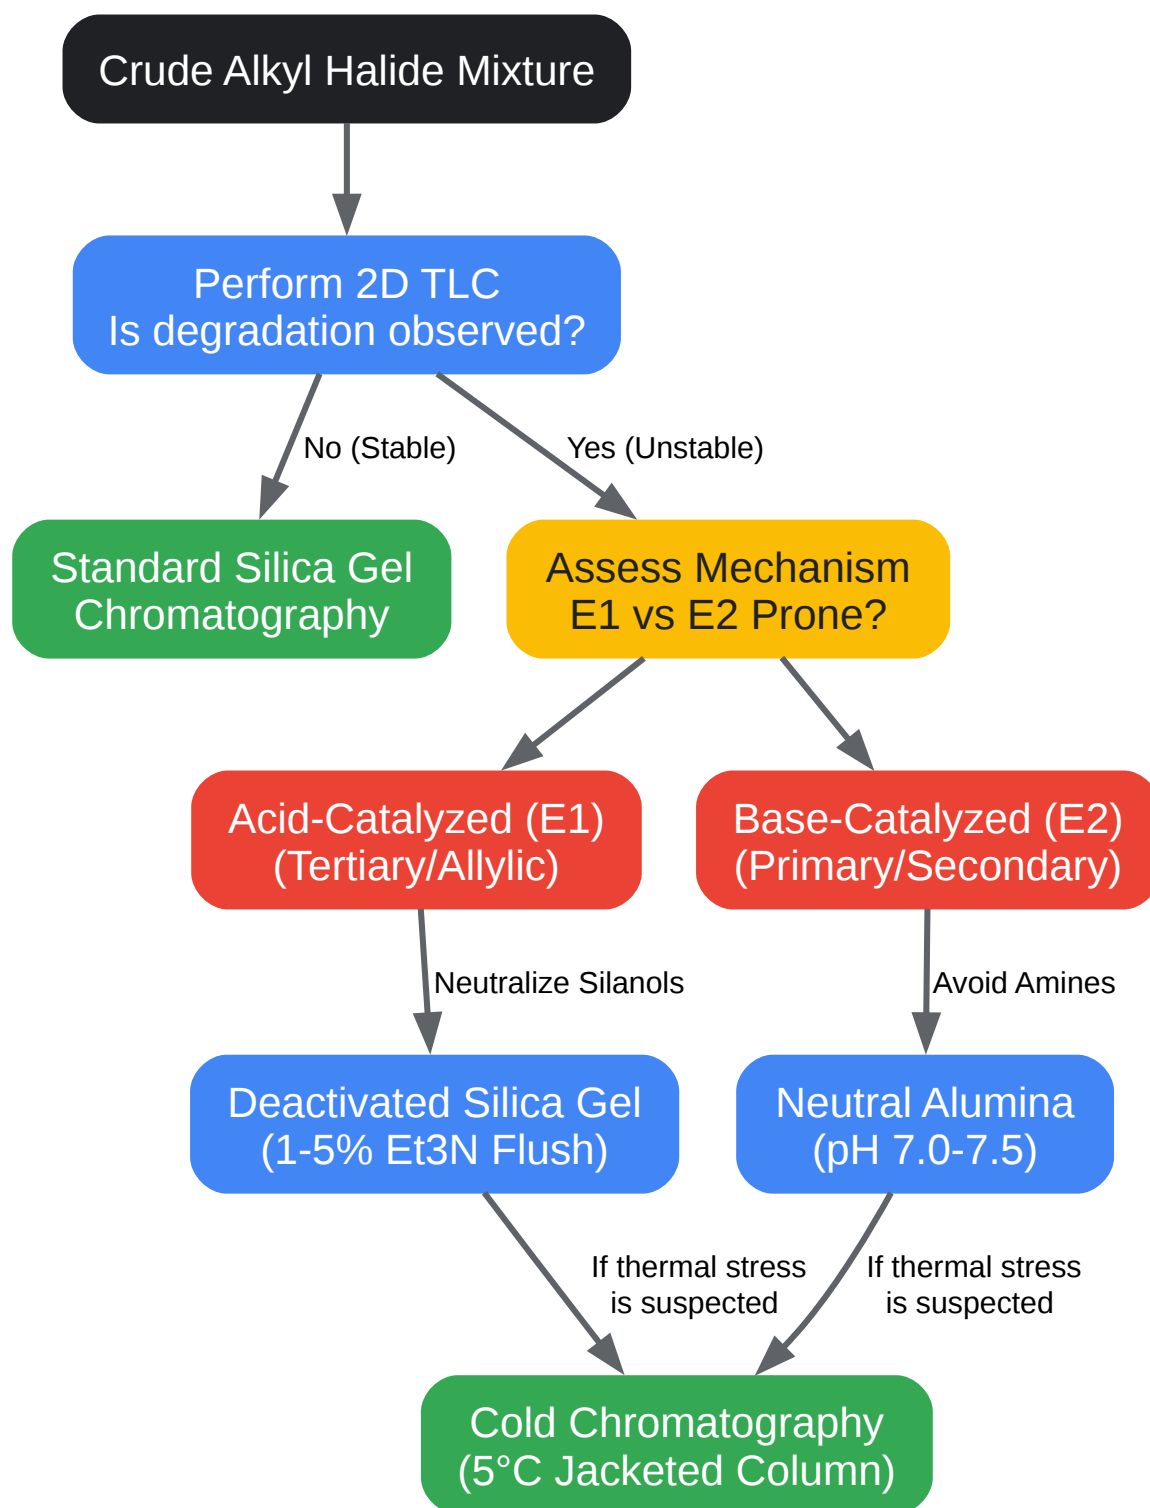 Crude Alkyl Halide Mixture
Perform 2D TLC
Is degradation observed?
No (Stable)
Yes (Unstable)
Standard Silica Gel
Chromatography
Assess Mechanism
E1 vs E2 Prone?
Acid-Catalyzed (E1)
(Tertiary/Allylic)
Base-Catalyzed (E2)
(Primary/Secondary)
Neutralize Silanols
Avoid Amines
Deactivated Silica Gel
(1-5% Et3N Flush)
Neutral Alumina
(pH 7.0-7.5)
If thermal stress
is suspected
If thermal stress
is suspected
Cold Chromatography
(5°C Jacketed Column)